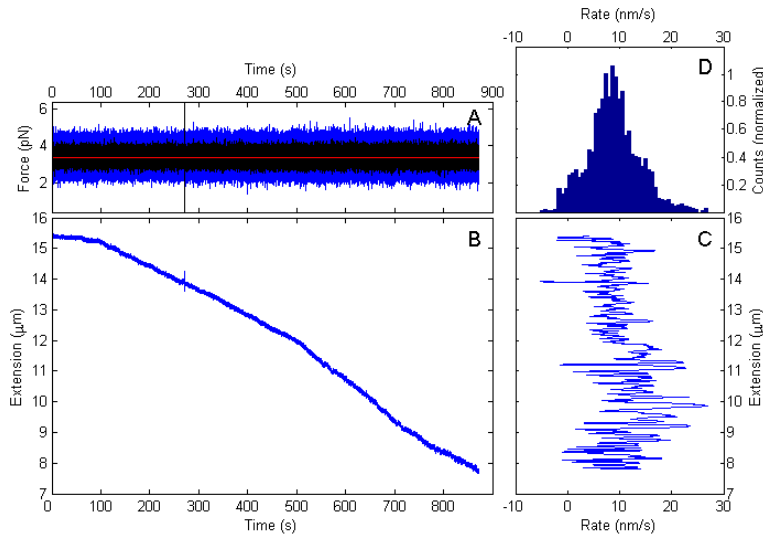 Rate (nm/s)
-10 0 10 20 30
Time (s)
0 100 200 300 400 500 600 700 800 900
D
1
0.8
0.6
0.4
0.2
Counts (normalized)
A
6
4
2
Force (pN)
B
16
15
14
13
12
11
10
9
8
7
Extension (μm)
0 100 200 300 400 500 600 700 800
Time (s)
C
16
15
14
13
12
11
10
9
8
7
Extension (μm)
-10 0 10 20 30
Rate (nm/s)